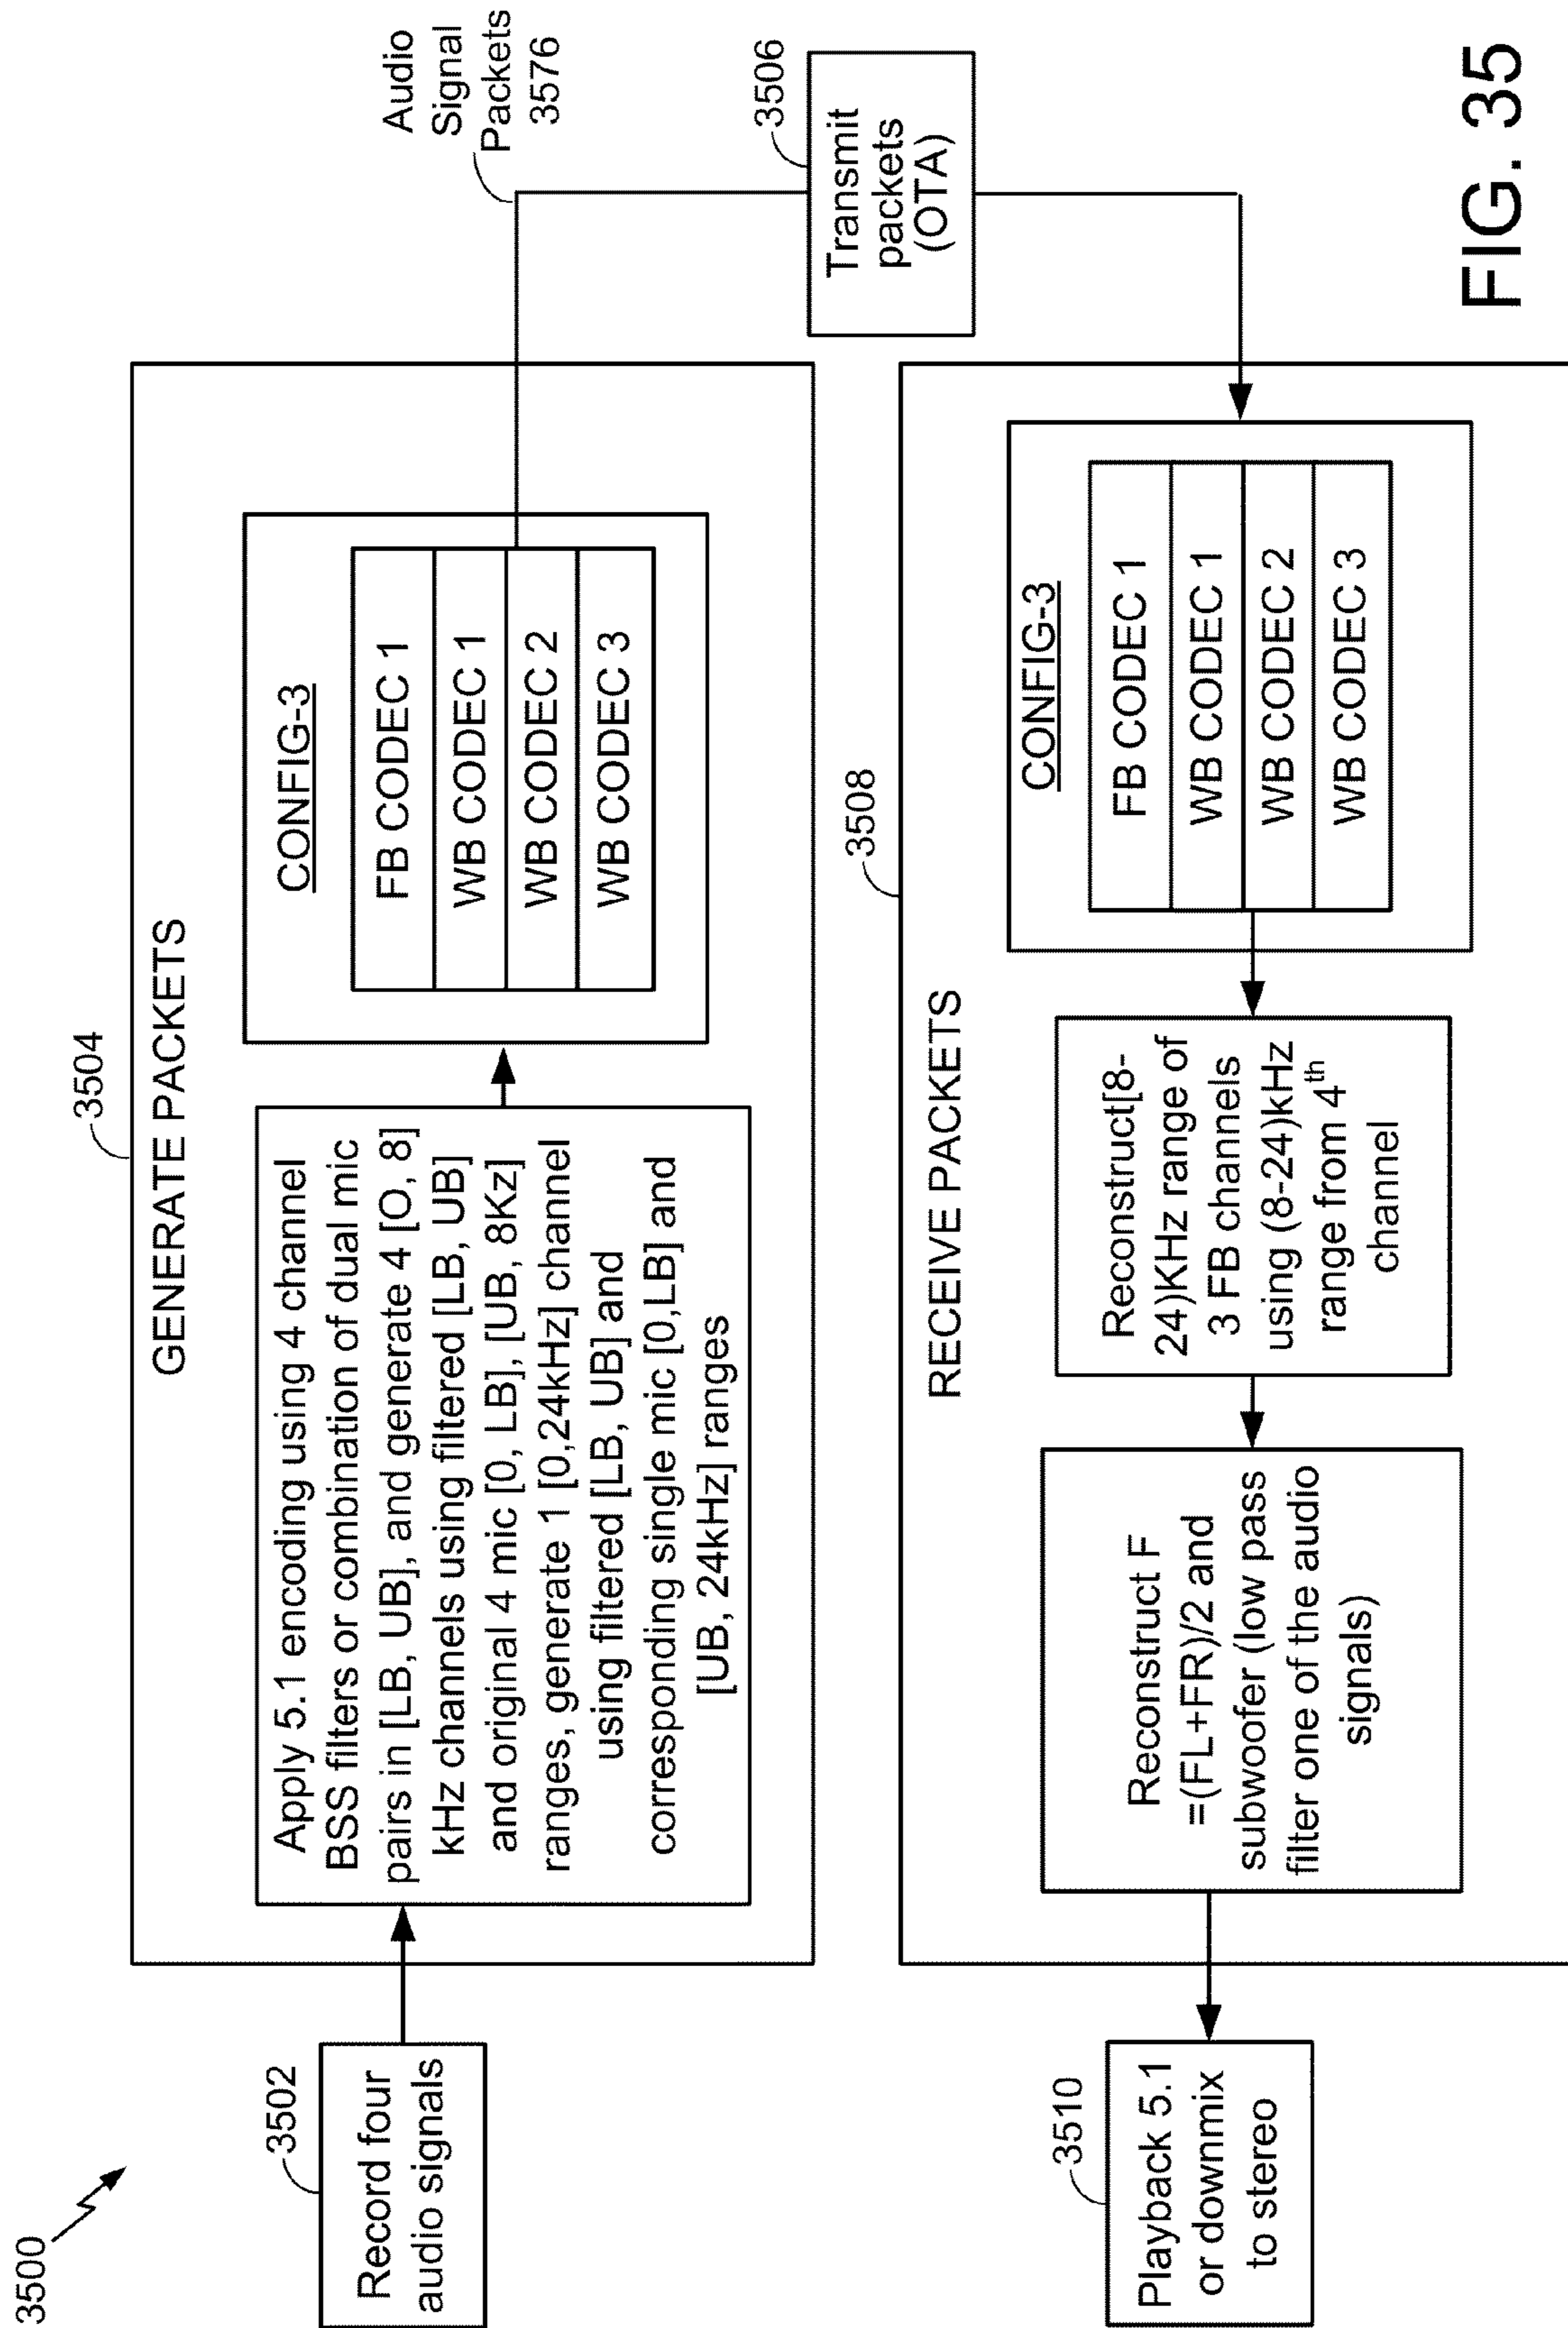 3500
3502
Record four
audio signals
3504
GENERATE PACKETS
Apply 5.1 encoding using 4 channel
BSS filters or combination of dual mic
pairs in [LB, UB], and generate 4 [O, 8]
kHz channels using filtered [LB, UB]
and original 4 mic [0, LB], [UB, 8Kz]
ranges, generate 1 [0,24kHz] channel
using filtered [LB, UB] and
corresponding single mic [0,LB] and
[UB, 24kHz] ranges
CONFIG-3
FB CODEC 1
WB CODEC 1
WB CODEC 2
WB CODEC 3
Audio
Signal
Packets
3576
3506
Transmit
packets
(OTA)
3508
RECEIVE PACKETS
CONFIG-3
FB CODEC 1
WB CODEC 1
WB CODEC 2
WB CODEC 3
Reconstruct[8-
24)KHz range of
3 FB channels
using (8-24)kHz
range from 4th
channel
Reconstruct F
=(FL+FR)/2 and
subwoofer (low pass
filter one of the audio
signals)
3510
Playback 5.1
or downmix
to stereo
FIG. 35